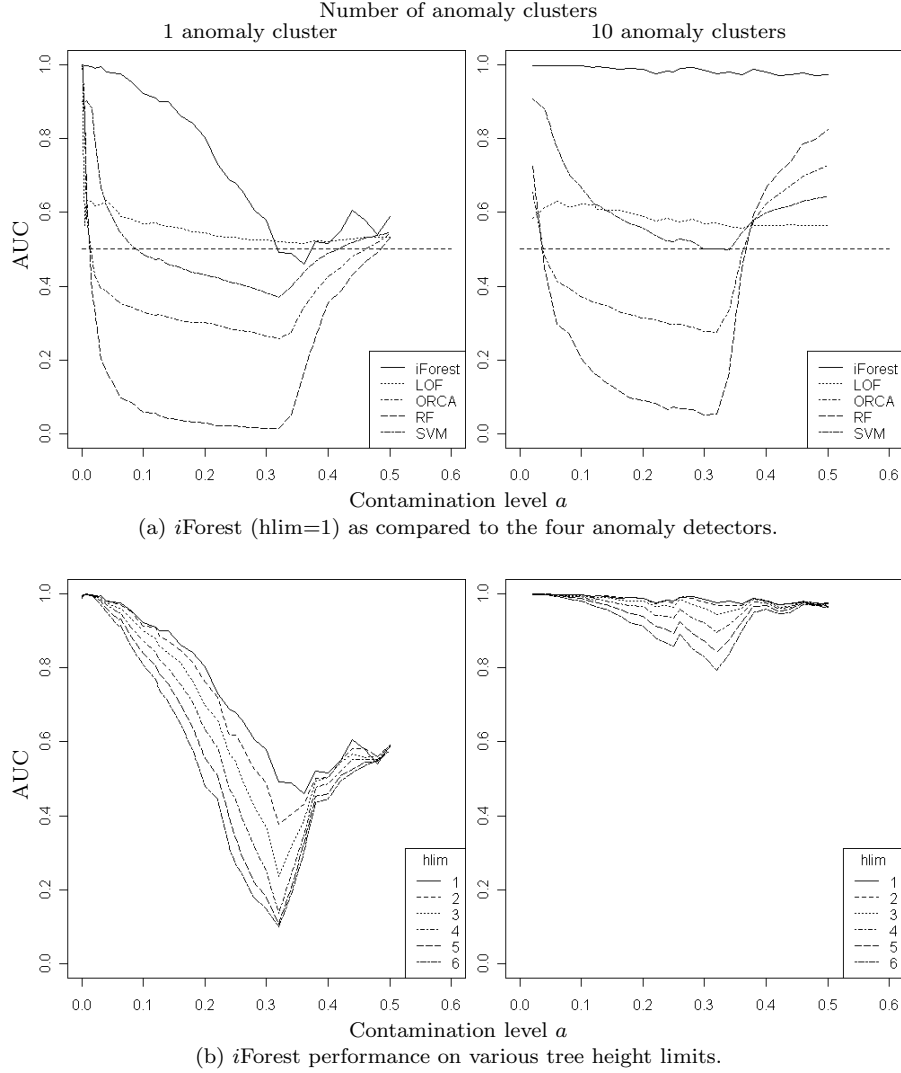 Number of anomaly clusters
1 anomaly cluster
10 anomaly clusters
AUC
1.0
0.8
0.6
0.4
0.2
0.0
iForest
LOF
ORCA
RF
SVM
0.0 0.1 0.2 0.3 0.4 0.5 0.6
Contamination level a
1.0
0.8
0.6
0.4
0.2
0.0
iForest
LOF
ORCA
RF
SVM
0.0 0.1 0.2 0.3 0.4 0.5 0.6
Contamination level a
(a) iForest (hlim=1) as compared to the four anomaly detectors.
AUC
1.0
0.8
0.6
0.4
0.2
0.0
hlim
1
2
3
4
5
6
0.0 0.1 0.2 0.3 0.4 0.5 0.6
Contamination level a
1.0
0.8
0.6
0.4
0.2
0.0
hlim
1
2
3
4
5
6
0.0 0.1 0.2 0.3 0.4 0.5 0.6
Contamination level a
(b) iForest performance on various tree height limits.